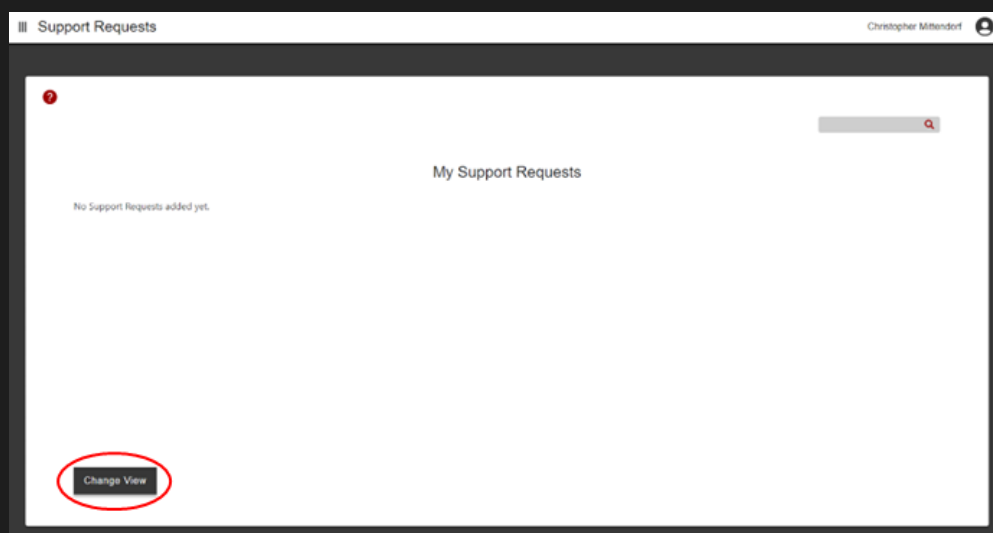 Support Requests
Christopher Mittendorf
?
My Support Requests
No Support Requests added yet.
Change View